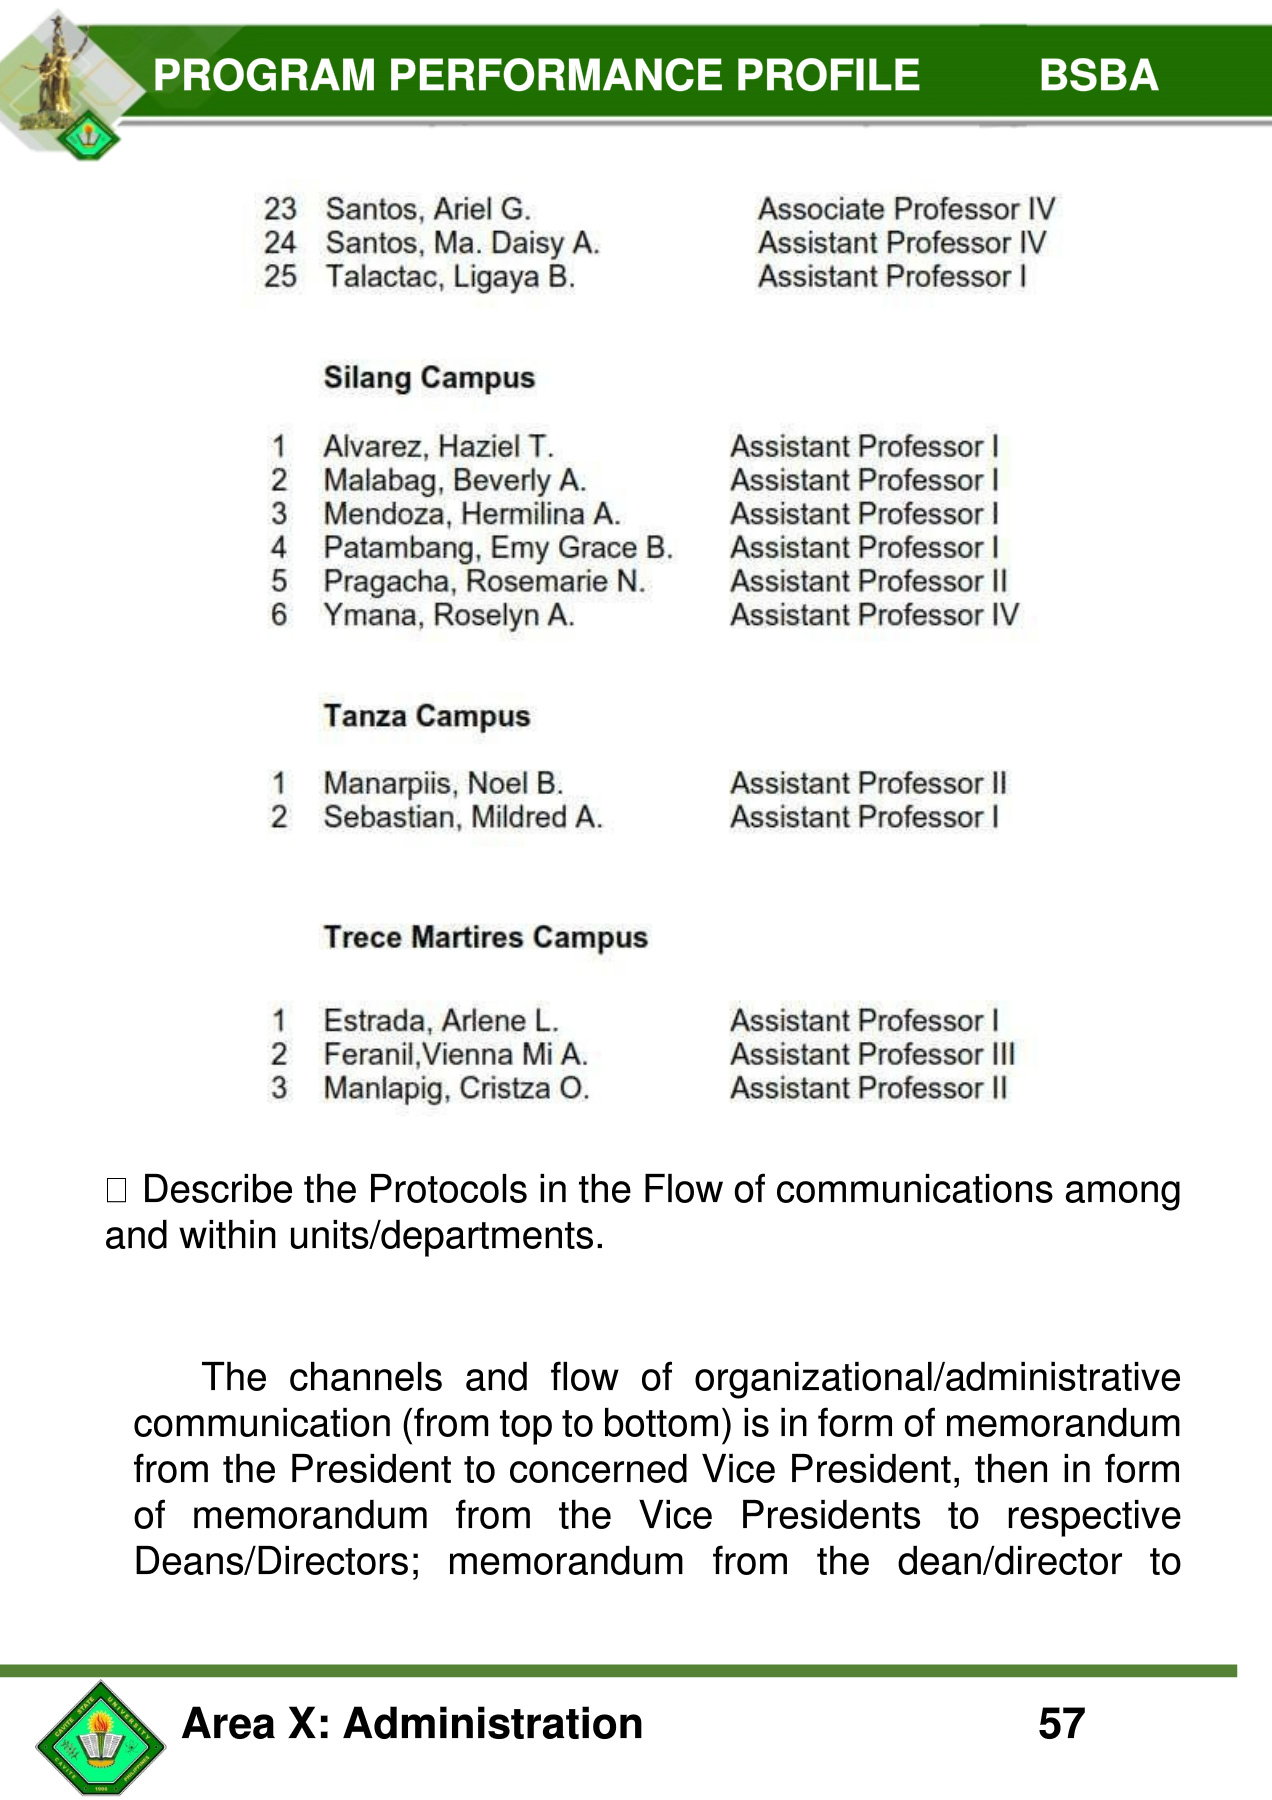 PROGRAM PERFORMANCE PROFILE BSBA
23 Santos, Ariel G. Associate Professor IV
24 Santos, Ma. Daisy A. Assistant Professor IV
25 Talactac, Ligaya B. Assistant Professor I
Silang Campus
1 Alvarez, Haziel T. Assistant Professor I
2 Malabag, Beverly A. Assistant Professor I
3 Mendoza, Hermilina A. Assistant Professor I
4 Patambang, Emy Grace B. Assistant Professor I
5 Pragacha, Rosemarie N. Assistant Professor II
6 Ymana, Roselyn A. Assistant Professor IV
Tanza Campus
1 Manarpiis, Noel B. Assistant Professor II
2 Sebastian, Mildred A. Assistant Professor I
Trece Martires Campus
1 Estrada, Arlene L. Assistant Professor I
2 Feranil,Vienna Mi A. Assistant Professor III
3 Manlapig, Cristza O. Assistant Professor II
Describe the Protocols in the Flow of communications among
and within units/departments.
The channels and flow of organizational/administrative
communication (from top to bottom) is in form of memorandum
from the President to concerned Vice President, then in form
of memorandum from the Vice Presidents to respective
Deans/Directors; memorandum from the dean/director to
CAVITE STATE UNIVERSITY
CAVITE PHILIPPINES
1906
Area X: Administration 57